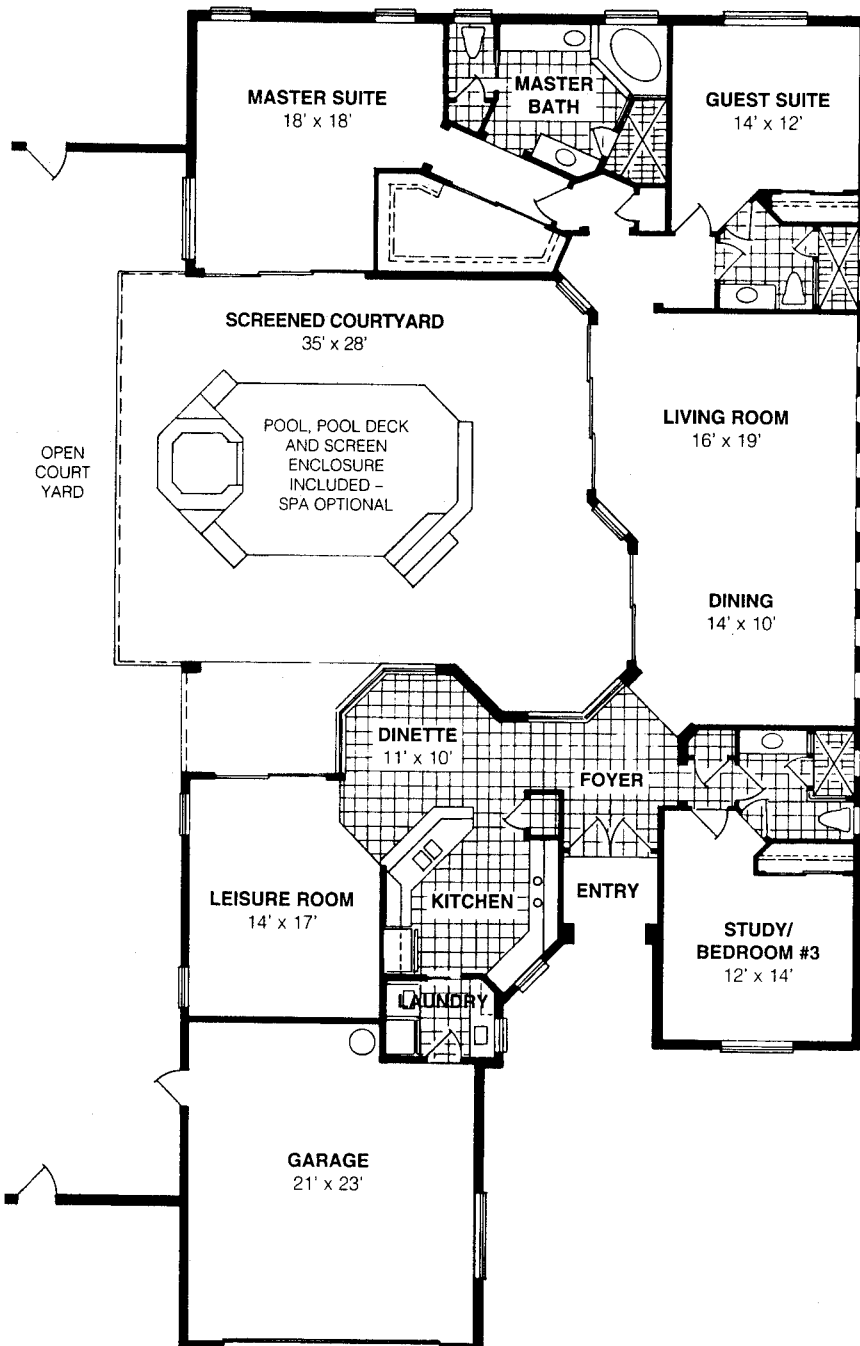 MASTER SUITE
18' x 18'
MASTER
BATH
GUEST SUITE
14' x 12'
SCREENED COURTYARD
35' x 28'
POOL, POOL DECK
AND SCREEN
ENCLOSURE
INCLUDED –
SPA OPTIONAL
OPEN
COURT
YARD
LIVING ROOM
16' x 19'
DINING
14' x 10'
DINETTE
11' x 10'
FOYER
LEISURE ROOM
14' x 17'
KITCHEN
ENTRY
STUDY/
BEDROOM #3
12' x 14'
LAUNDRY
GARAGE
21' x 23'